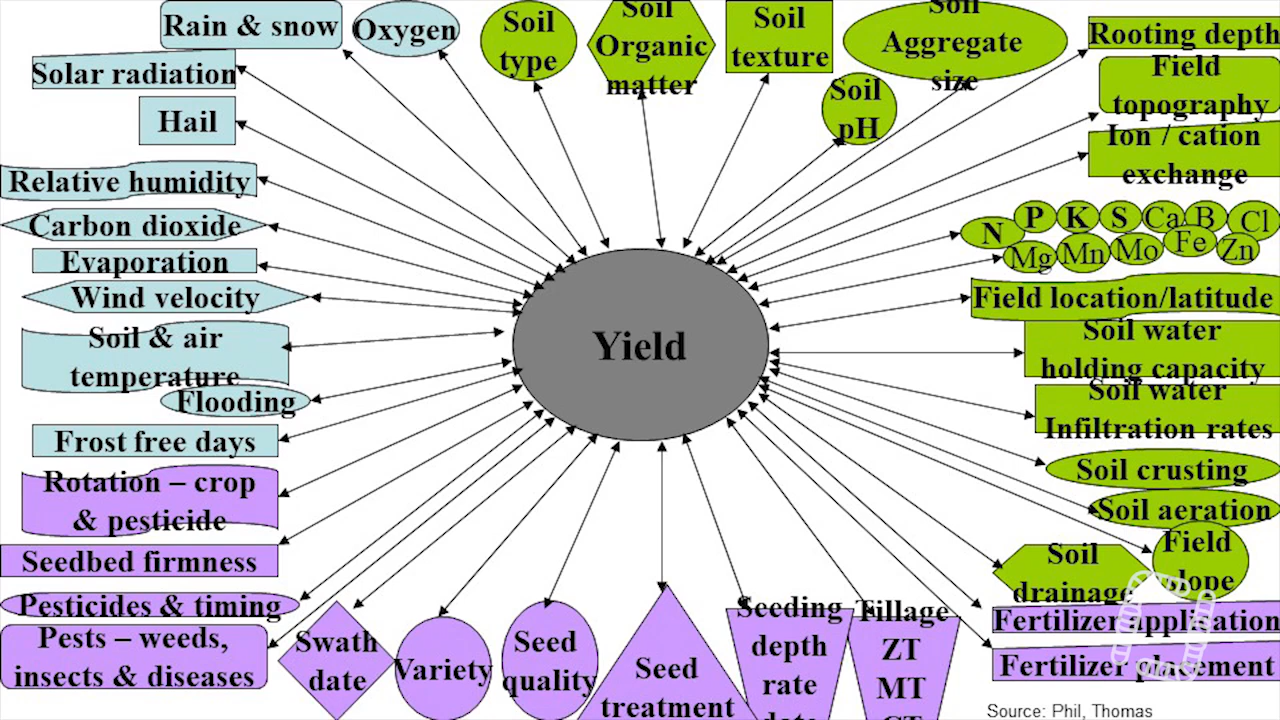 Rain & snow
Oxygen
Soil
type
Soil
Organic
matter
Soil
texture
Soil
Aggregate
size
Rooting depth
Solar radiation
Field
topography
Hail
Soil
pH
Ion / cation
exchange
Relative humidity
Carbon dioxide
N
P
K
S
Ca
B
Cl
Mg
Mn
Mo
Fe
Zn
Evaporation
Wind velocity
Field location/latitude
Soil & air
temperature
Yield
Soil water
holding capacity
Flooding
Soil water
Infiltration rates
Frost free days
Soil crusting
Rotation – crop
& pesticide
Soil aeration
Seedbed firmness
Soil
drainage
Field
slope
Pesticides & timing
Fertilizer application
Pests – weeds,
insects & diseases
Swath
date
Variety
Seed
quality
Seed
treatment
Seeding
depth
rate
date
Tillage
ZT
MT
CT
Fertilizer placement
Source: Phil, Thomas